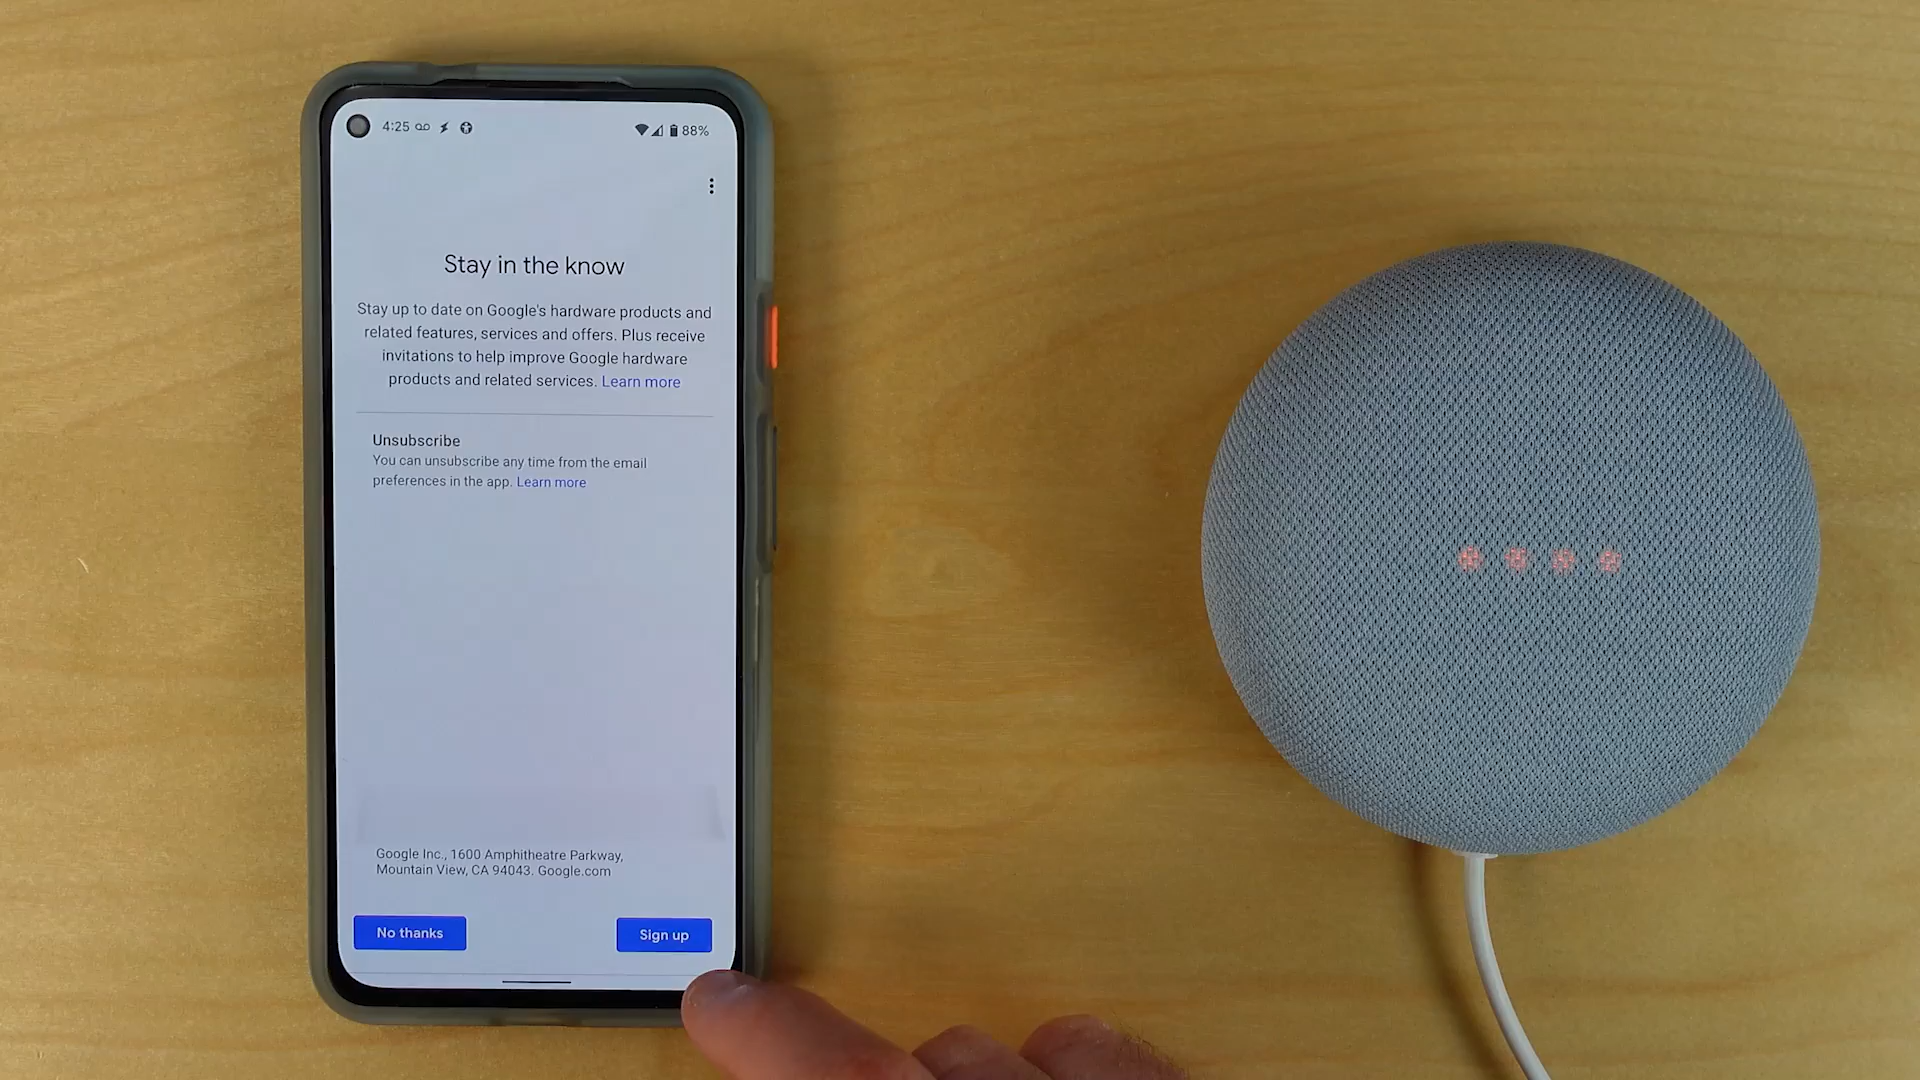 4:25
88%
Stay in the know
Stay up to date on Google's hardware products and
related features, services and offers. Plus receive
invitations to help improve Google hardware
products and related services. Learn more
Unsubscribe
You can unsubscribe any time from the email
preferences in the app. Learn more
Google Inc., 1600 Amphitheatre Parkway,
Mountain View, CA 94043. Google.com
No thanks
Sign up